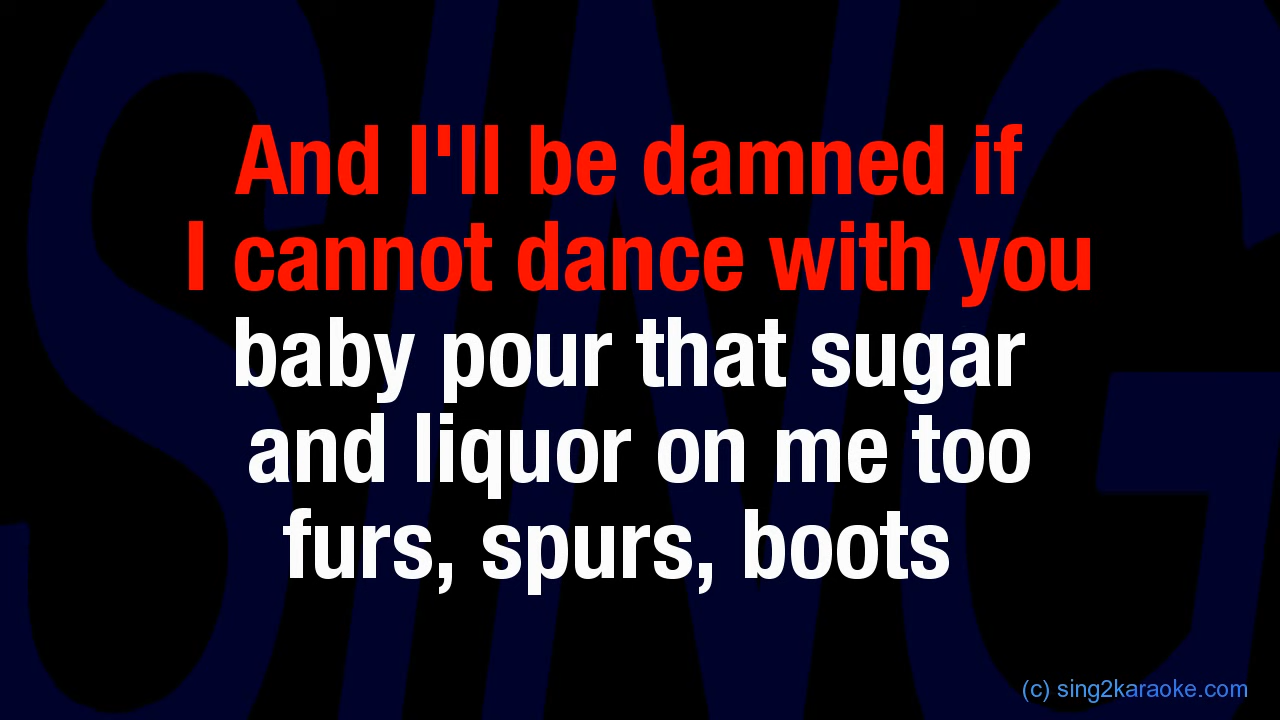 SING
And I'll be damned if
I cannot dance with you
baby pour that sugar
and liquor on me too
furs, spurs, boots
(c) sing2karaoke.com